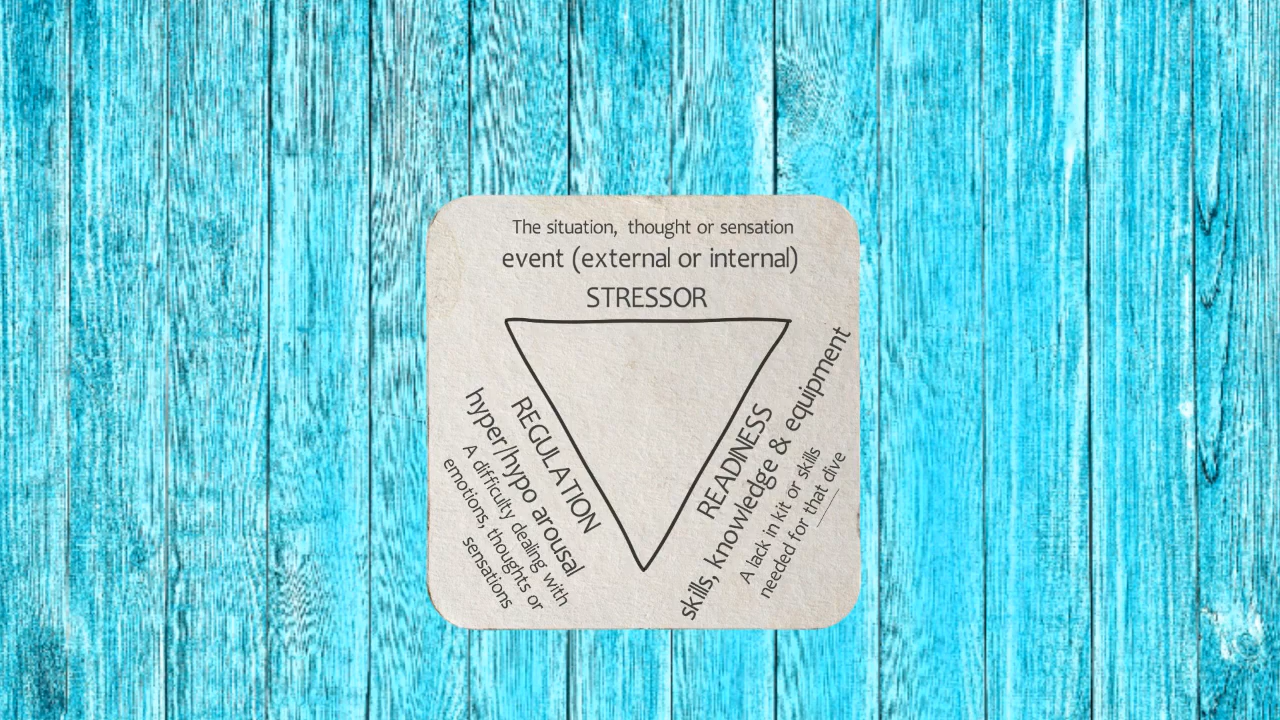 The situation, thought or sensation
event (external or internal)
STRESSOR
REGULATION
hyper/hypo arousal
A difficulty dealing with
emotions, thoughts or
sensations
READINESS
skills, knowledge & equipment
A lack in kit or skills
needed for that dive